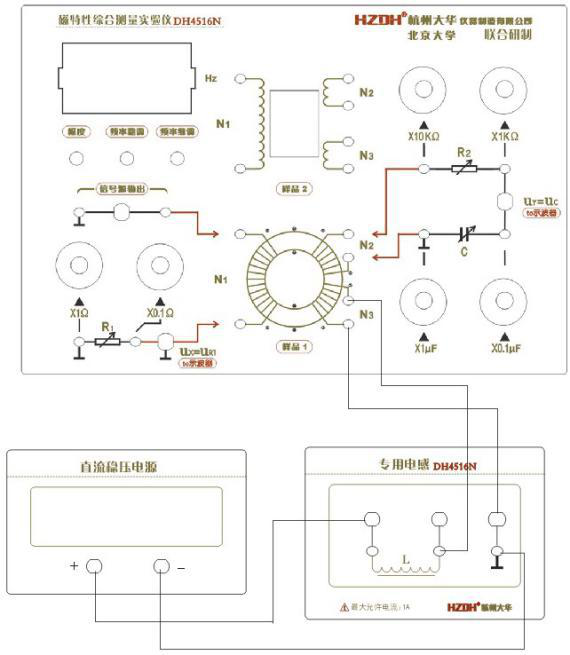 磁特性综合测量实验仪 DH4516N
HZDH® 杭州大华 仪器制造有限公司
北京大学 联合研制
Hz
幅度 频率粗调 频率细调
N1
N2
N3
样品 2
X10KΩ
X1KΩ
R2
信号源输出
uY=uC
to示波器
C
N1
N2
N3
样品 1
X1Ω
X0.1Ω
R1
uX=uR1
to示波器
X1μF
X0.1μF
直流稳压电源
+
−
专用电感 DH4516N
L
最大允许电流:1A
HZDH® 杭州大华